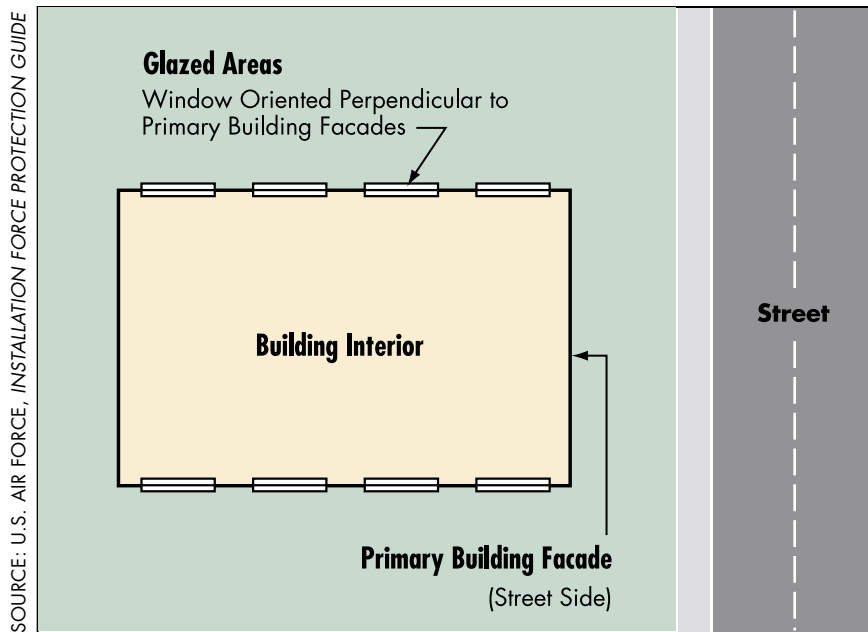 SOURCE: U.S. AIR FORCE, INSTALLATION FORCE PROTECTION GUIDE
Glazed Areas
Window Oriented Perpendicular to
Primary Building Facades
Building Interior
Street
Primary Building Facade
(Street Side)